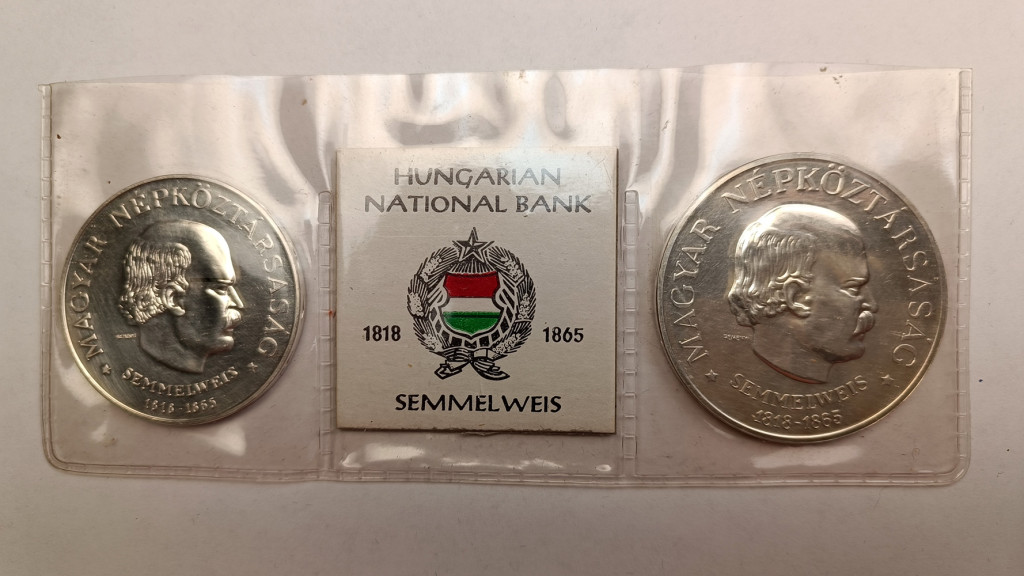 MAGYAR NÉPKÖZTÁRSASÁG
SEMMELWEIS
1818-1865
HUNGARIAN
NATIONAL BANK
1818 1865
SEMMELWEIS
MAGYAR NÉPKÖZTÁRSASÁG
SEMMELWEIS
1818-1865